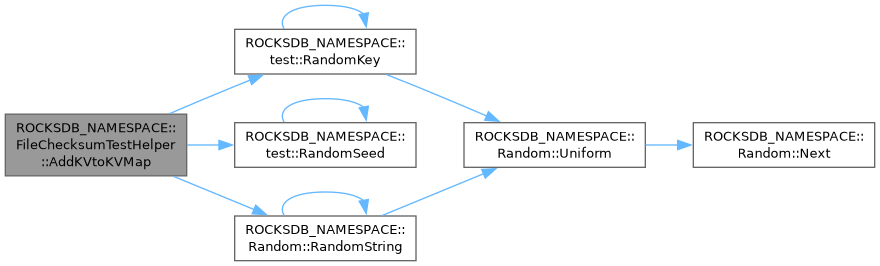 ROCKSDB_NAMESPACE::
FileChecksumTestHelper
::AddKVtoKVMap
ROCKSDB_NAMESPACE::
test::RandomKey
ROCKSDB_NAMESPACE::
test::RandomSeed
ROCKSDB_NAMESPACE::
Random::RandomString
ROCKSDB_NAMESPACE::
Random::Uniform
ROCKSDB_NAMESPACE::
Random::Next